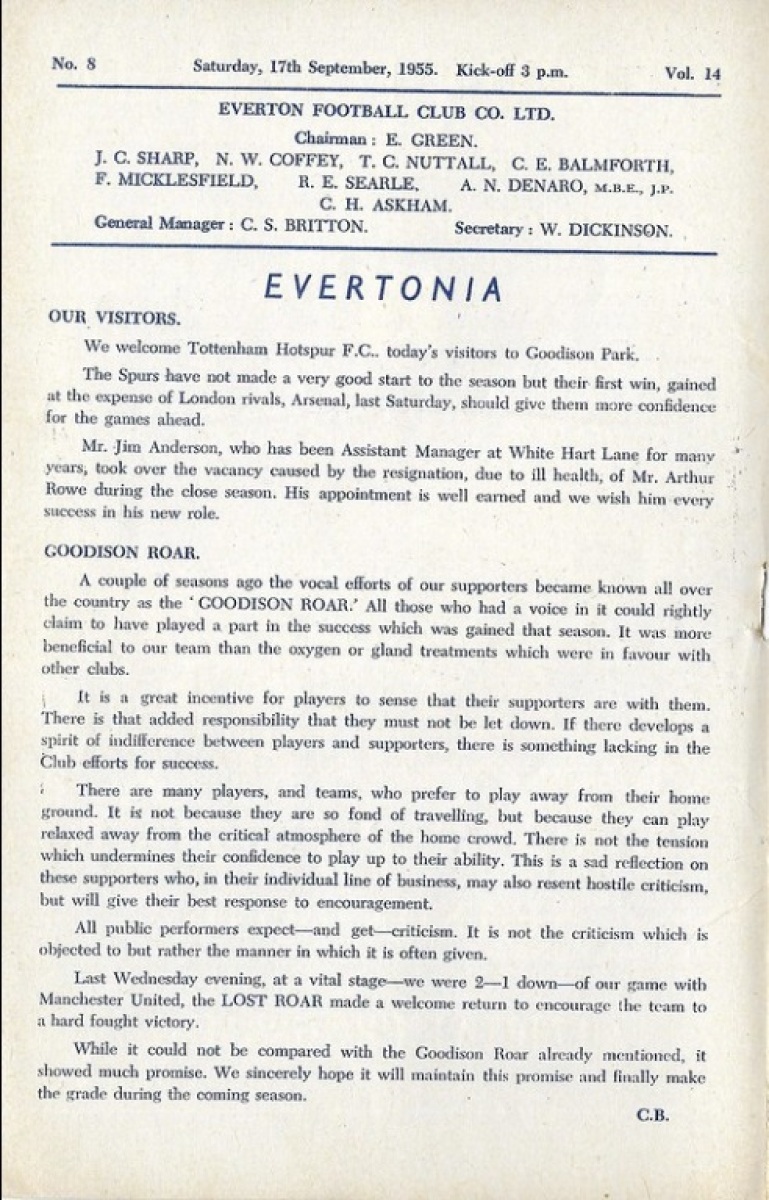 No. 8 Saturday, 17th September, 1955. Kick-off 3 p.m. Vol. 14
EVERTON FOOTBALL CLUB CO. LTD.
Chairman : E. GREEN.
J. C. SHARP, N. W. COFFEY, T. C. NUTTALL, C. E. BALMFORTH,
F. MICKLESFIELD, R. E. SEARLE, A. N. DENARO, M.B.E., J.P.
C. H. ASKHAM.
General Manager : C. S. BRITTON. Secretary : W. DICKINSON.
EVERTONIA
OUR VISITORS.
We welcome Tottenham Hotspur F.C.. today's visitors to Goodison Park.
The Spurs have not made a very good start to the season but their first win, gained
at the expense of London rivals, Arsenal, last Saturday, should give them more confidence
for the games ahead.
Mr. Jim Anderson, who has been Assistant Manager at White Hart Lane for many
years, took over the vacancy caused by the resignation, due to ill health, of Mr. Arthur
Rowe during the close season. His appointment is well earned and we wish him every
success in his new role.
GOODISON ROAR.
A couple of seasons ago the vocal efforts of our supporters became known all over
the country as the ' GOODISON ROAR.' All those who had a voice in it could rightly
claim to have played a part in the success which was gained that season. It was more
beneficial to our team than the oxygen or gland treatments which were in favour with
other clubs.
It is a great incentive for players to sense that their supporters are with them.
There is that added responsibility that they must not be let down. If there develops a
spirit of indifference between players and supporters, there is something lacking in the
Club efforts for success.
There are many players, and teams, who prefer to play away from their home
ground. It is not because they are so fond of travelling, but because they can play
relaxed away from the critical atmosphere of the home crowd. There is not the tension
which undermines their confidence to play up to their ability. This is a sad reflection on
these supporters who, in their individual line of business, may also resent hostile criticism,
but will give their best response to encouragement.
All public performers expect—and get—criticism. It is not the criticism which is
objected to but rather the manner in which it is often given.
Last Wednesday evening, at a vital stage—we were 2—1 down—of our game with
Manchester United, the LOST ROAR made a welcome return to encourage the team to
a hard fought victory.
While it could not be compared with the Goodison Roar already mentioned, it
showed much promise. We sincerely hope it will maintain this promise and finally make
the grade during the coming season.
C.B.